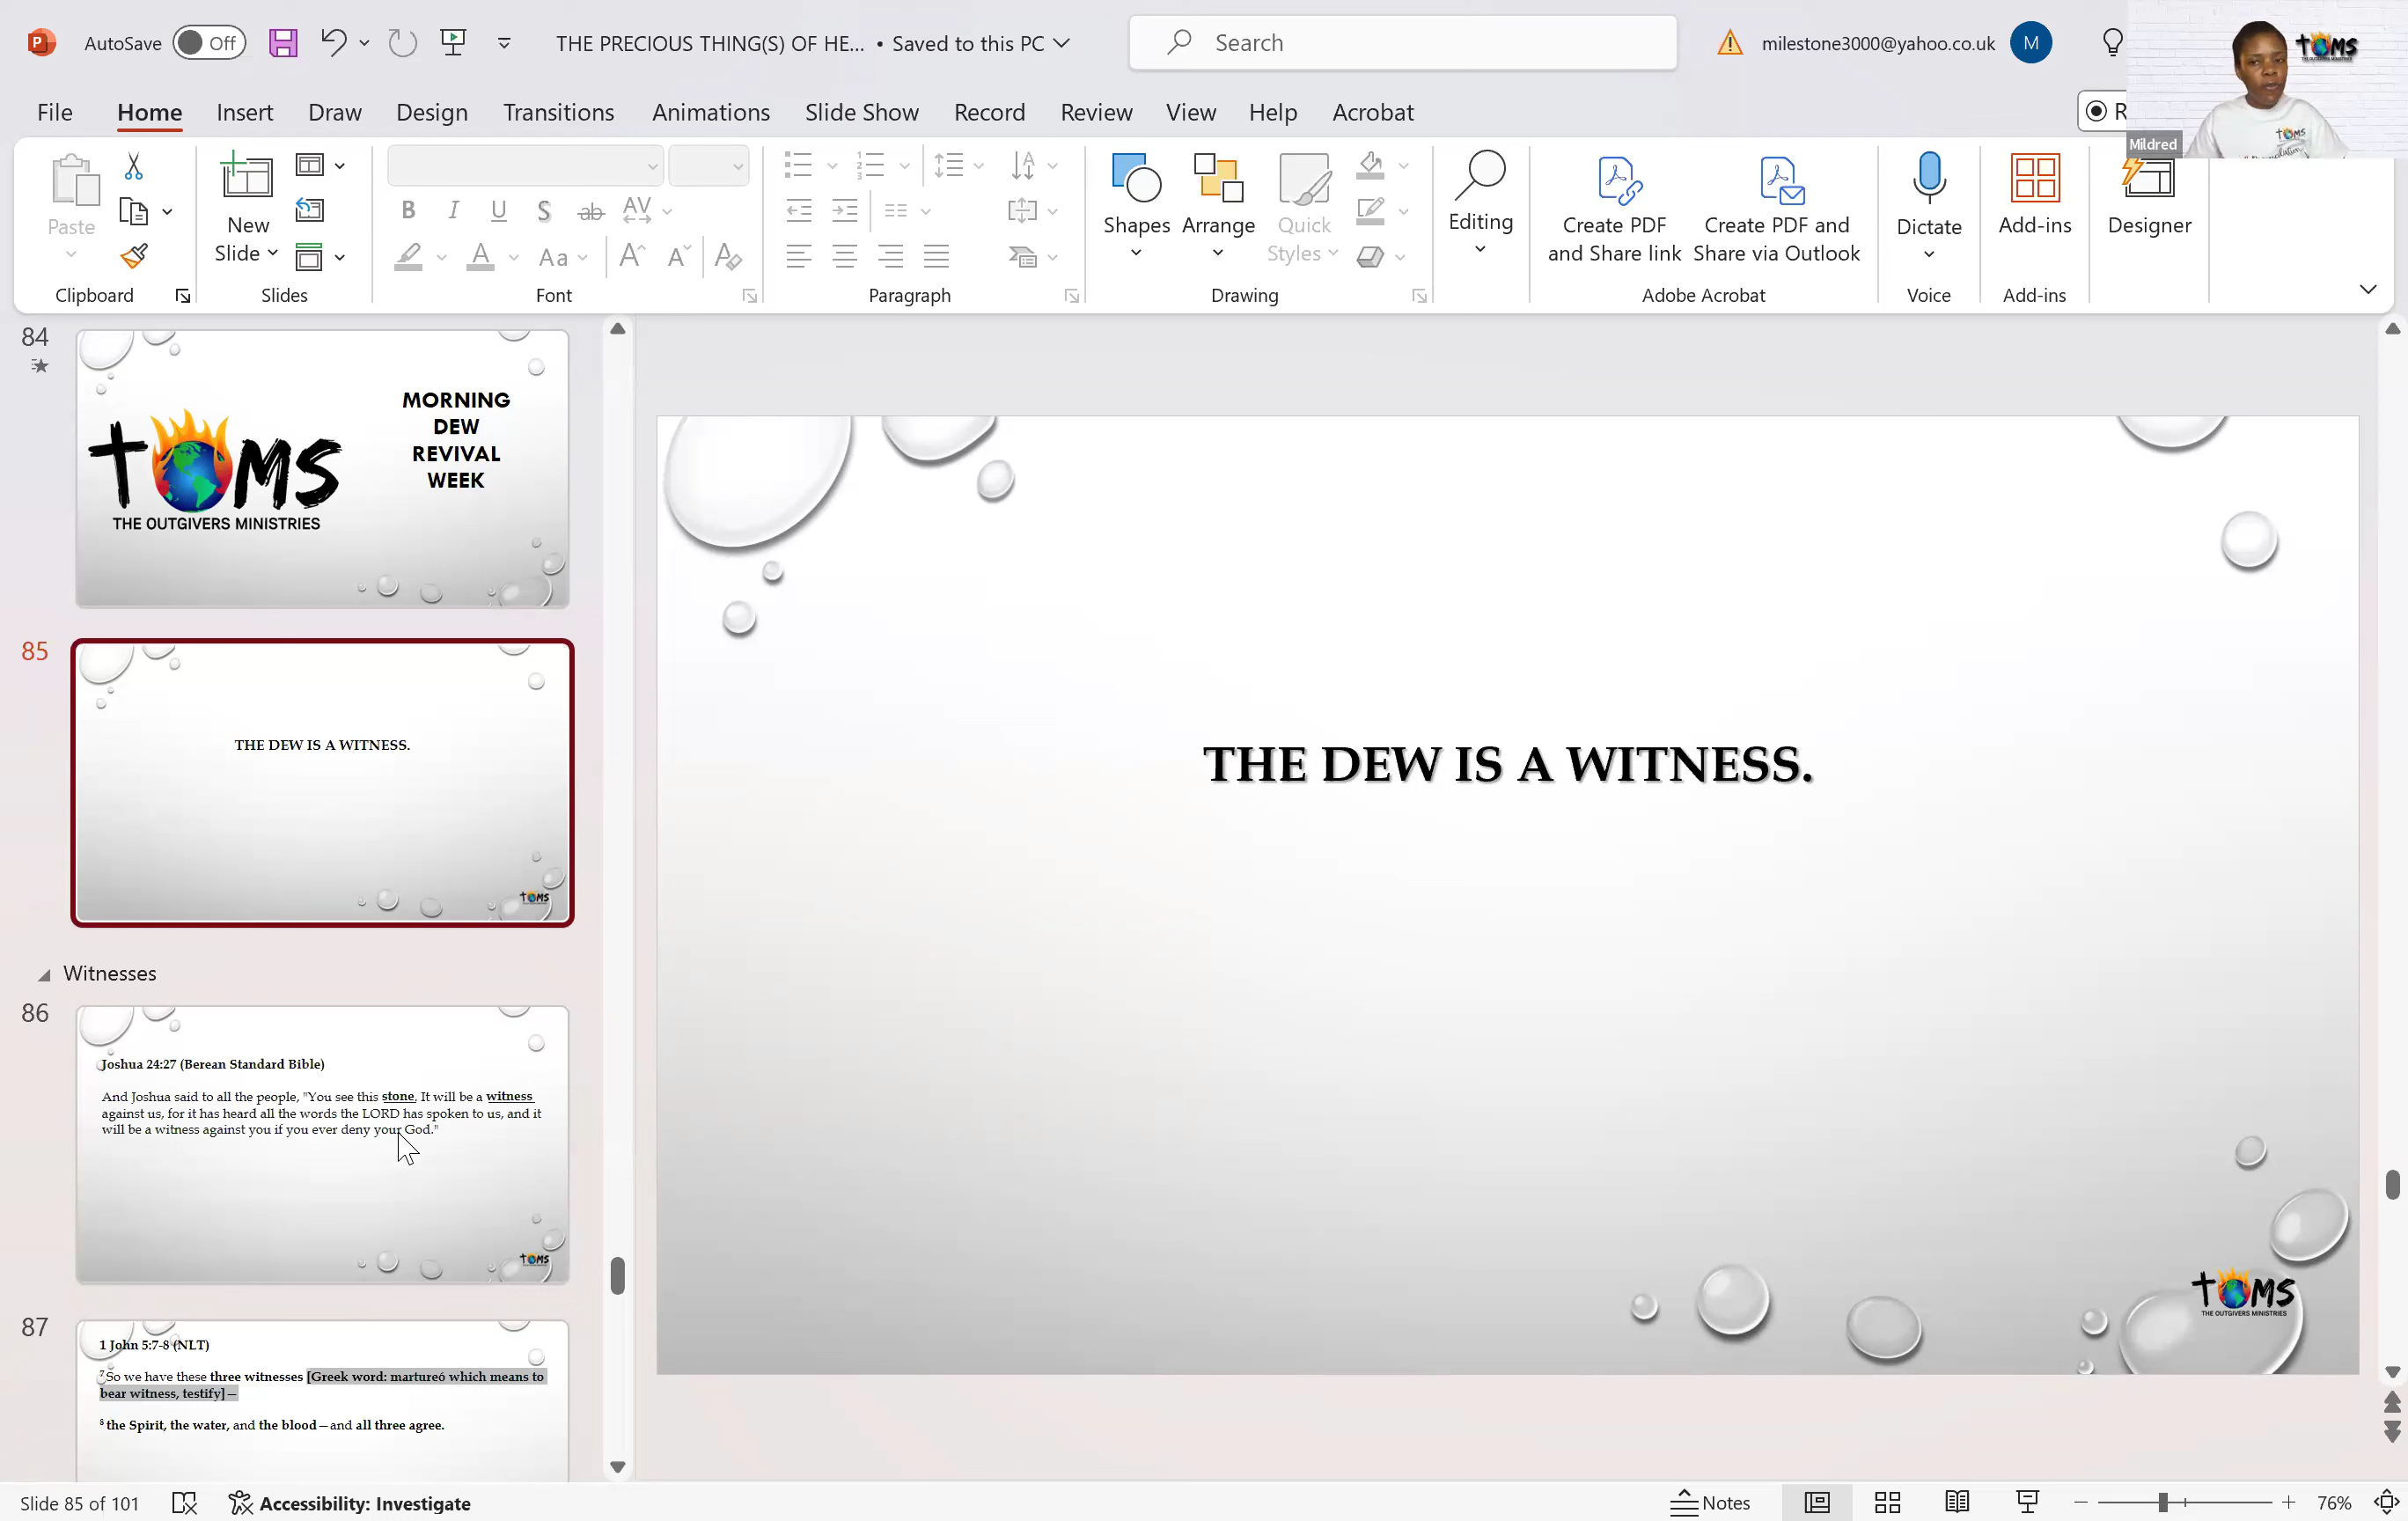 AutoSave Off THE PRECIOUS THING(S) OF HE... • Saved to this PC Search milestone3000@yahoo.co.uk M
TOMS
Mildred
File Home Insert Draw Design Transitions Animations Slide Show Record Review View Help Acrobat
Paste
New
Slide
Shapes
Arrange
Quick
Styles
Editing
Create PDF
and Share link
Create PDF and
Share via Outlook
Dictate
Add-ins
Designer
Clipboard Slides Font Paragraph Drawing Adobe Acrobat Voice Add-ins
84
MORNING
DEW
REVIVAL
WEEK
TOMS
THE OUTGIVERS MINISTRIES
85
THE DEW IS A WITNESS.
TOMS
Witnesses
86
Joshua 24:27 (Berean Standard Bible)
And Joshua said to all the people, "You see this stone. It will be a witness
against us, for it has heard all the words the LORD has spoken to us, and it
will be a witness against you if you ever deny your God."
TOMS
87
1 John 5:7-8 (NLT)
7 So we have these three witnesses [Greek word: martureó which means to
bear witness, testify]—
8 the Spirit, the water, and the blood—and all three agree.
THE DEW IS A WITNESS.
TOMS
THE OUTGIVERS MINISTRIES
Slide 85 of 101 Accessibility: Investigate Notes 76%